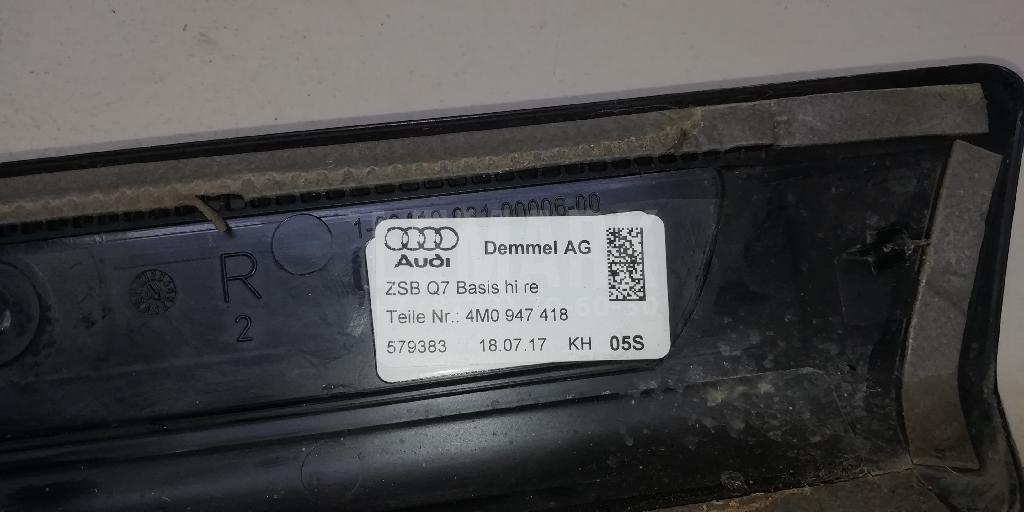 R
2
Audi
Demmel AG
ZSB Q7 Basis hi re
Teile Nr.: 4M0 947 418
579383 18.07.17 KH 05S